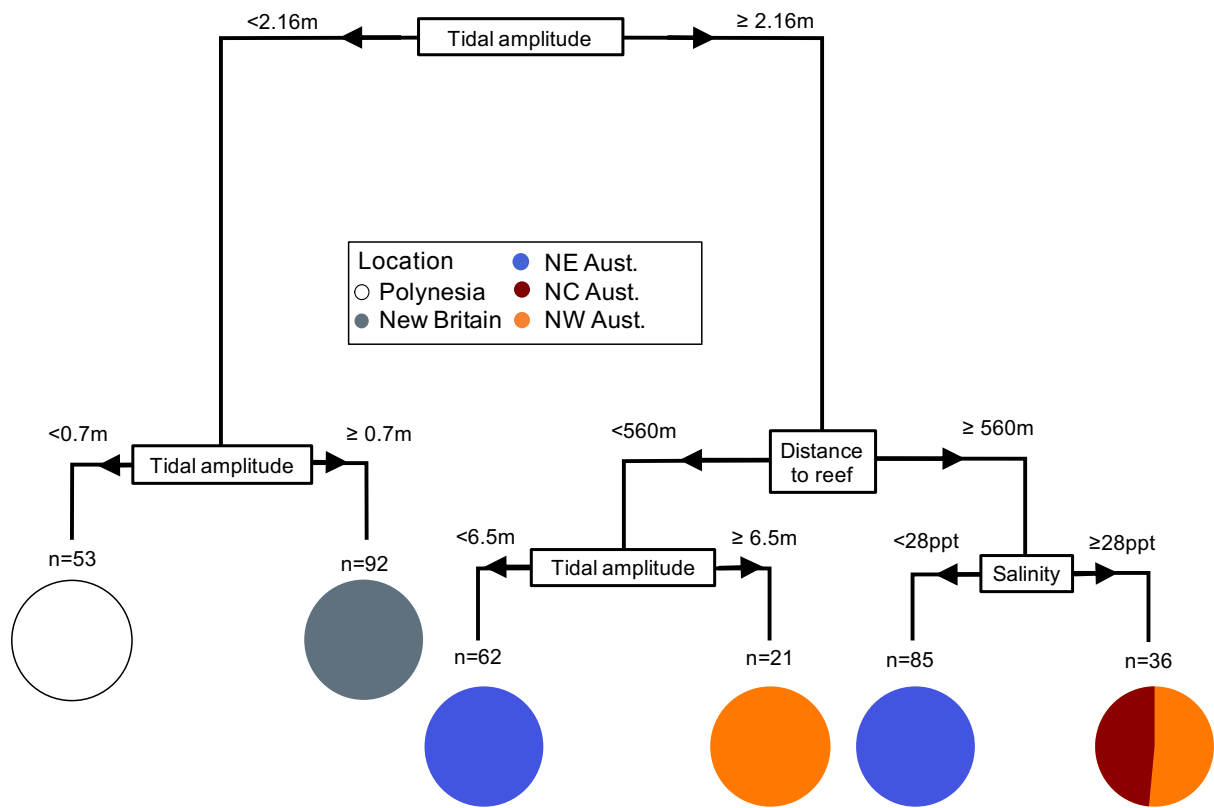 <2.16m
Tidal amplitude
≥ 2.16m
Location
Polynesia
New Britain
NE Aust.
NC Aust.
NW Aust.
<0.7m
Tidal amplitude
≥ 0.7m
<560m
Distance
to reef
≥ 560m
n=53
n=92
<6.5m
Tidal amplitude
≥ 6.5m
<28ppt
Salinity
≥28ppt
n=62
n=21
n=85
n=36